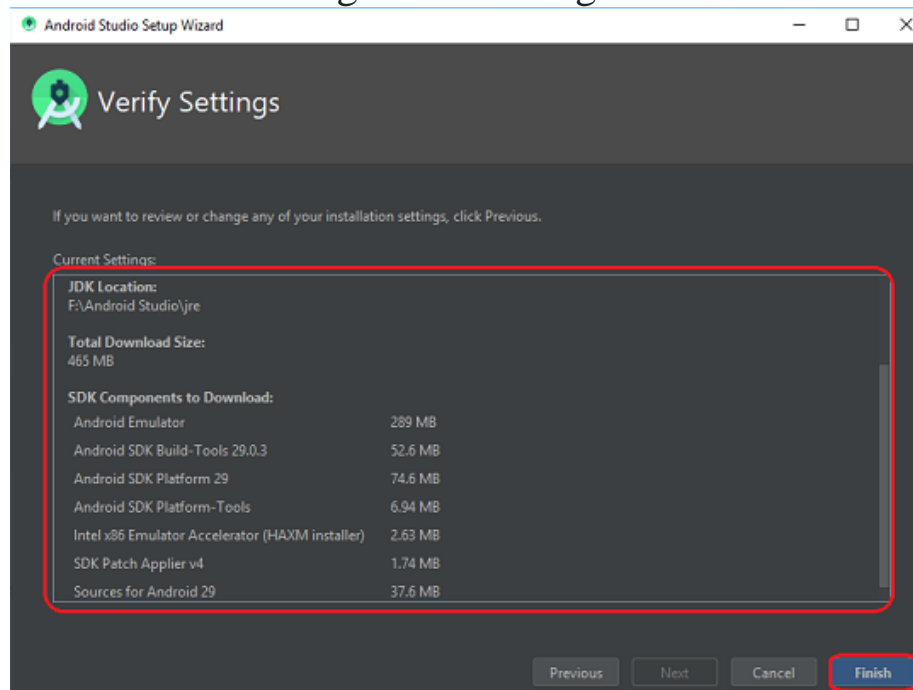 Android Studio Setup Wizard
Verify Settings
If you want to review or change any of your installation settings, click Previous.
Current Settings:
JDK Location:
F:\Android Studio\jre
Total Download Size:
465 MB
SDK Components to Download:
Android Emulator 289 MB
Android SDK Build-Tools 29.0.3 52.6 MB
Android SDK Platform 29 74.6 MB
Android SDK Platform-Tools 6.94 MB
Intel x86 Emulator Accelerator (HAXM installer) 2.63 MB
SDK Patch Applier v4 1.74 MB
Sources for Android 29 37.6 MB
Previous Next Cancel Finish